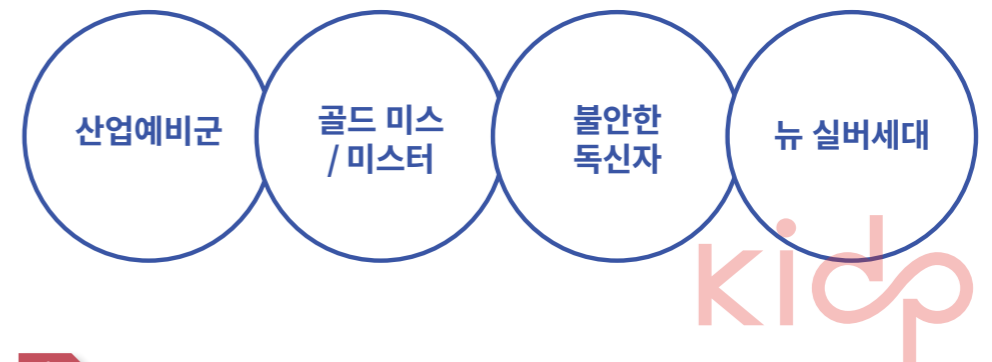 산업예비군
골드 미스
/ 미스터
불안한
독신자
뉴 실버세대
kidp